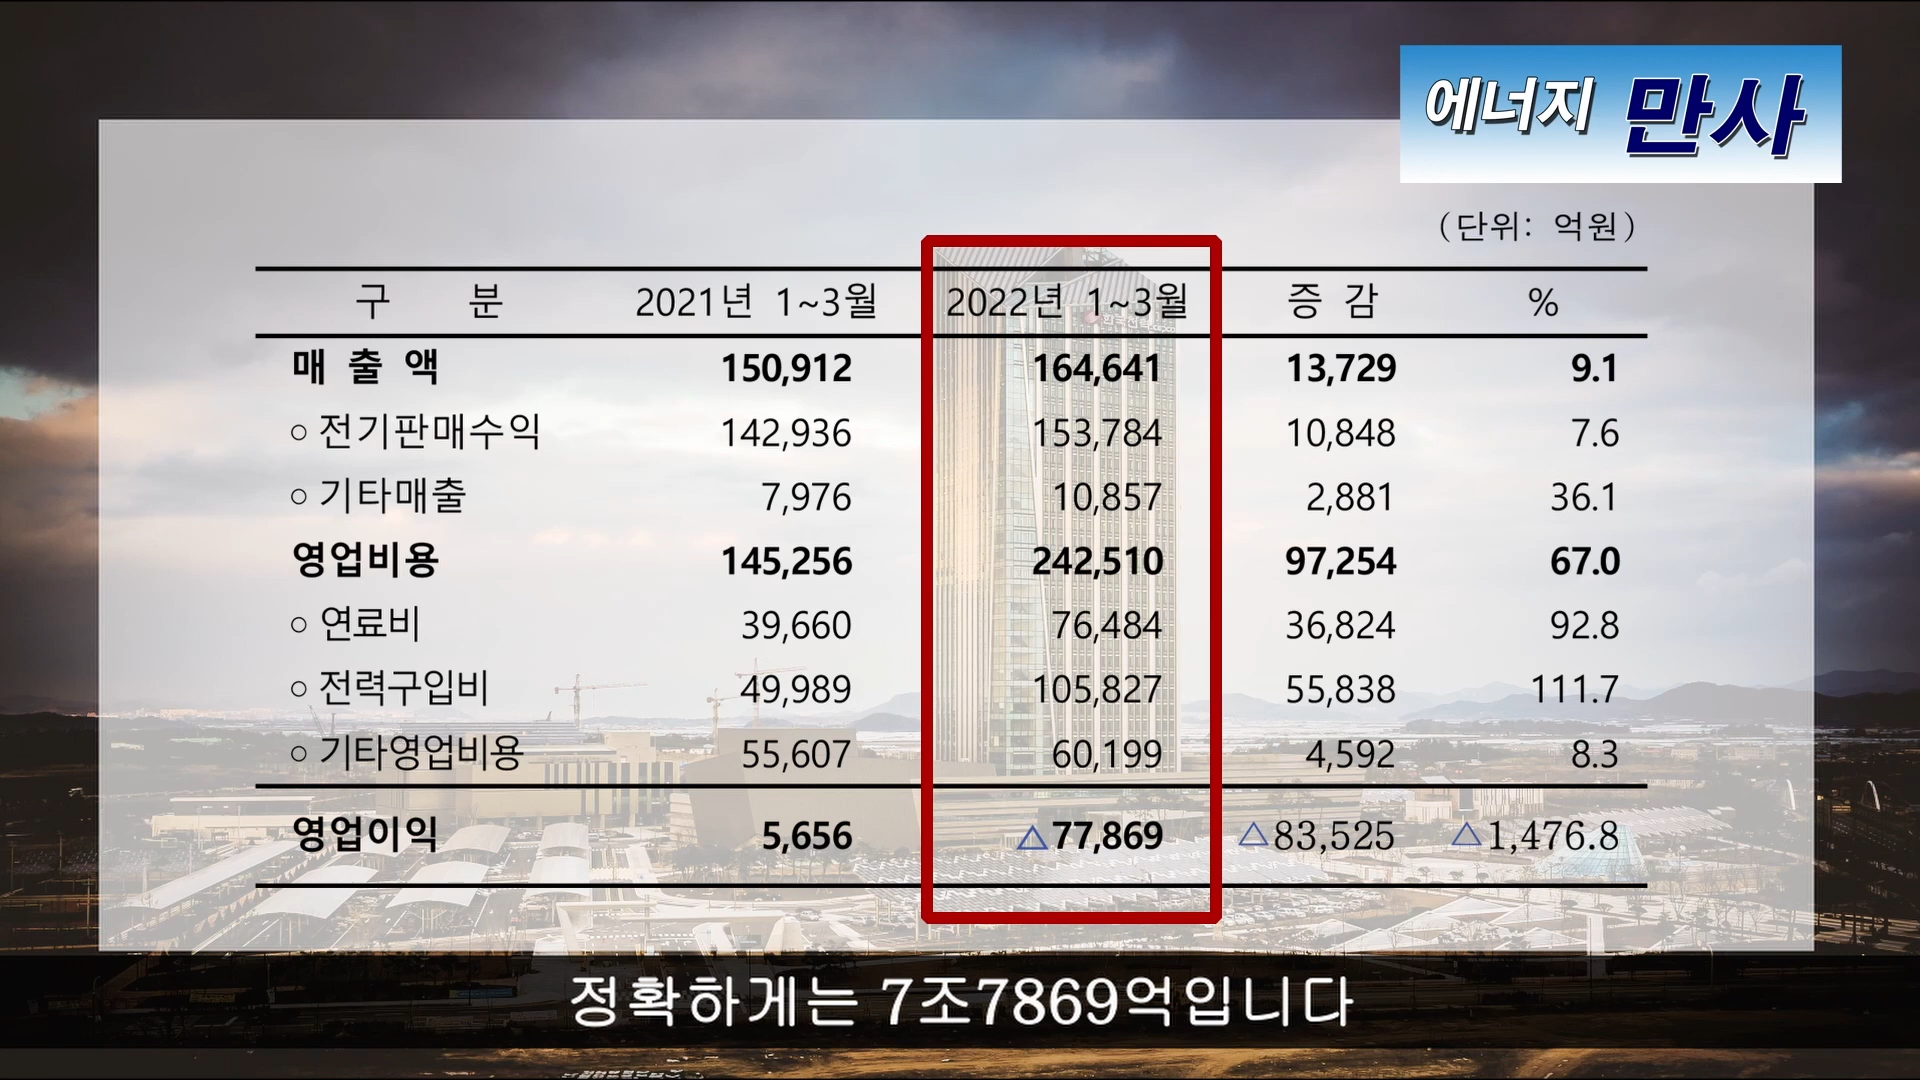 에너지 만사
(단위: 억원)
구 분 2021년 1~3월 2022년 1~3월 증 감 %
매 출 액 150,912 164,641 13,729 9.1
○ 전기판매수익 142,936 153,784 10,848 7.6
○ 기타매출 7,976 10,857 2,881 36.1
영업비용 145,256 242,510 97,254 67.0
○ 연료비 39,660 76,484 36,824 92.8
○ 전력구입비 49,989 105,827 55,838 111.7
○ 기타영업비용 55,607 60,199 4,592 8.3
영업이익 5,656 △77,869 △83,525 △1,476.8
정확하게는 7조7869억입니다